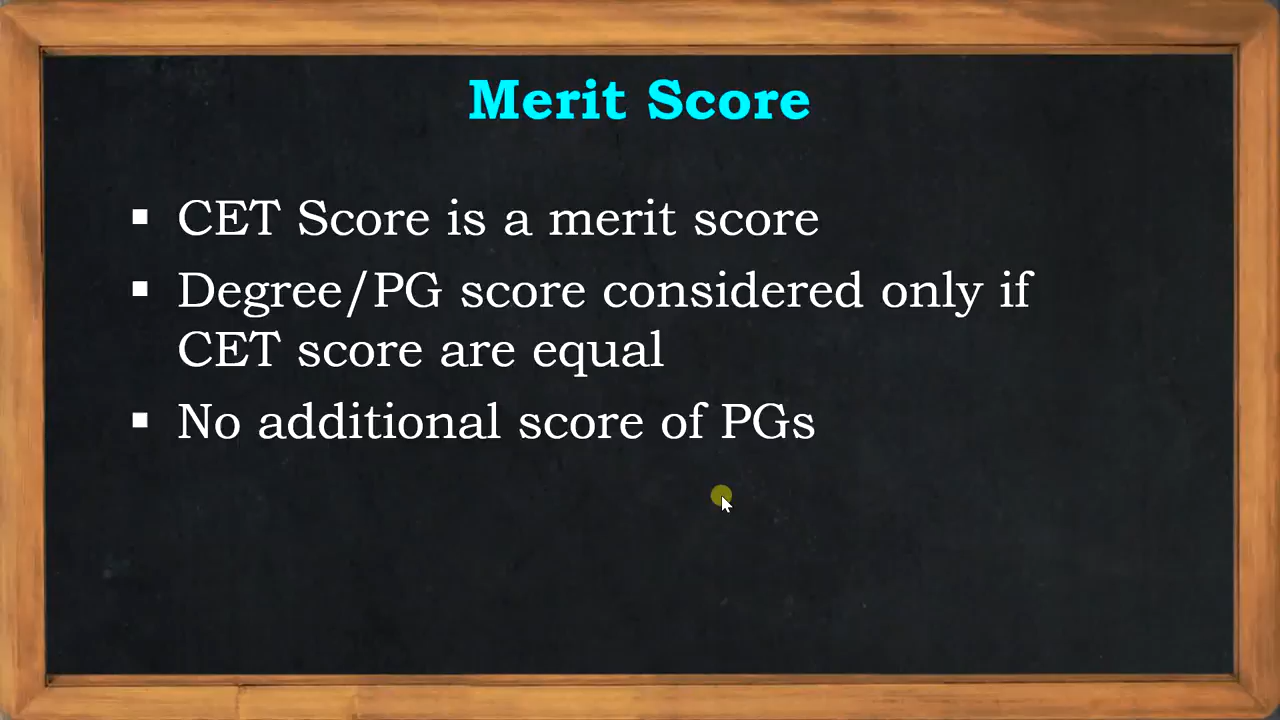 Merit Score
▪ CET Score is a merit score
▪ Degree/PG score considered only if
CET score are equal
▪ No additional score of PGs